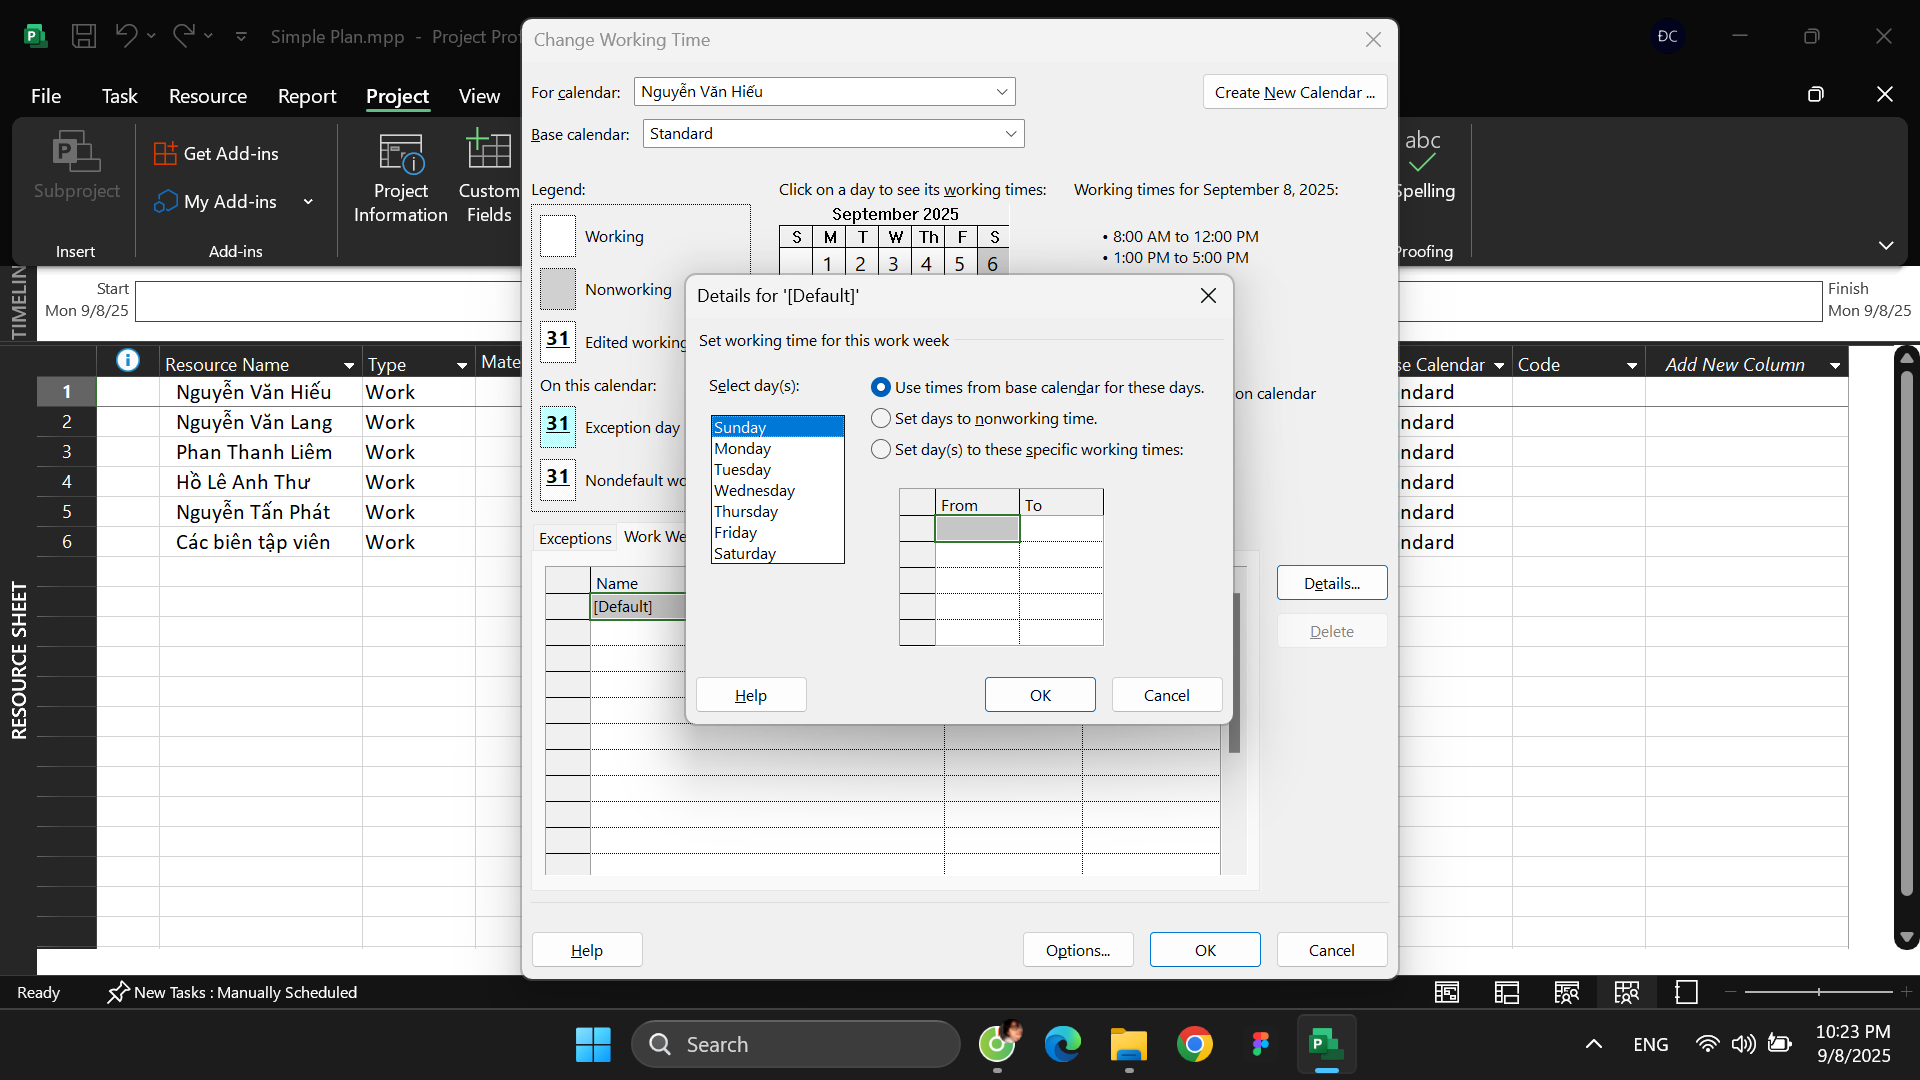 Simple Plan.mpp - Project Prof
ĐC
File
Task
Resource
Report
Project
View
Subproject
Insert
Get Add-ins
My Add-ins
Add-ins
Project
Information
Custom
Fields
abc
Spelling
Proofing
TIMELIN
Start
Mon 9/8/25
Finish
Mon 9/8/25
RESOURCE SHEET
Resource Name
Type
Mate
se Calendar
Code
Add New Column
1 Nguyễn Văn Hiếu Work ndard
2 Nguyễn Văn Lang Work ndard
3 Phan Thanh Liêm Work ndard
4 Hồ Lê Anh Thư Work ndard
5 Nguyễn Tấn Phát Work ndard
6 Các biên tập viên Work ndard
Change Working Time
For calendar: Nguyễn Văn Hiếu
Create New Calendar ...
Base calendar: Standard
Legend:
Working
Nonworking
31 Edited working
On this calendar:
31 Exception day
31 Nondefault wo
Click on a day to see its working times:
September 2025
S M T W Th F S
1 2 3 4 5 6
Working times for September 8, 2025:
• 8:00 AM to 12:00 PM
• 1:00 PM to 5:00 PM
on calendar
Exceptions
Work We
Name
[Default]
Details...
Delete
Help
Options...
OK
Cancel
Details for '[Default]'
Set working time for this work week
Select day(s):
Sunday
Monday
Tuesday
Wednesday
Thursday
Friday
Saturday
Use times from base calendar for these days.
Set days to nonworking time.
Set day(s) to these specific working times:
From To
Help
OK
Cancel
Ready
New Tasks : Manually Scheduled
Search
ENG
10:23 PM
9/8/2025